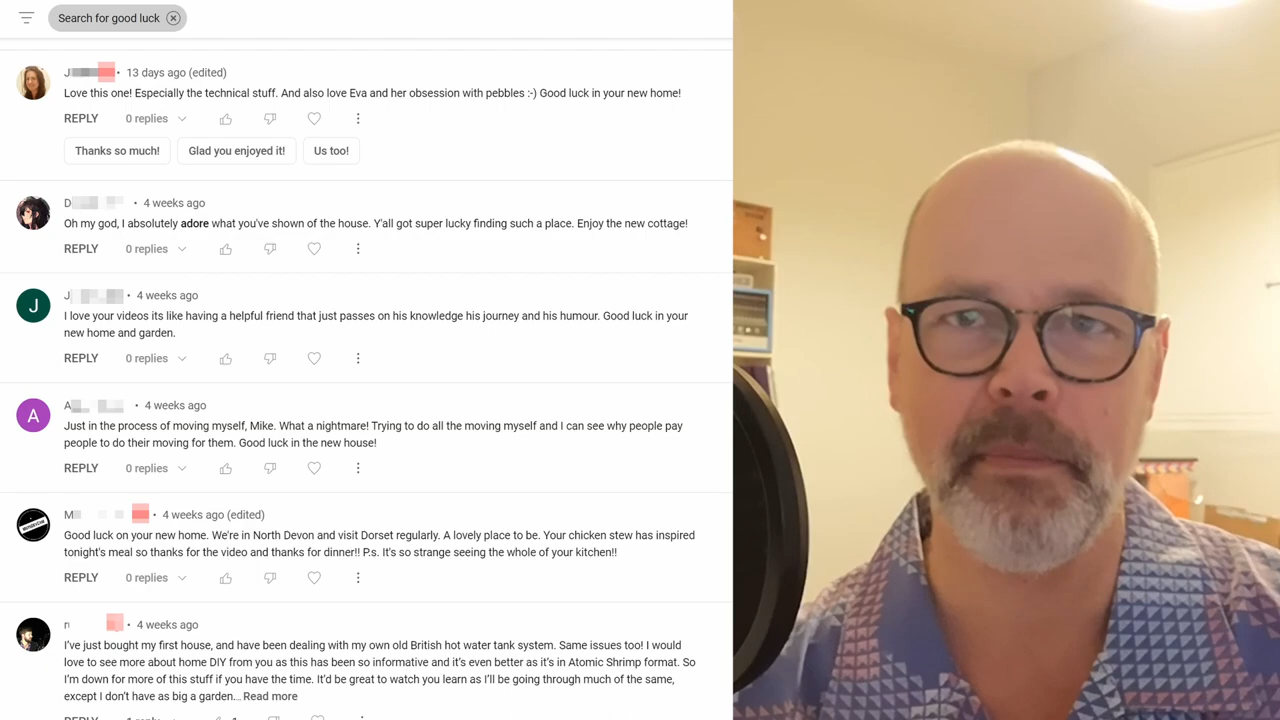 Search for good luck
J • 13 days ago (edited)
Love this one! Especially the technical stuff. And also love Eva and her obsession with pebbles :-) Good luck in your new home!
REPLY 0 replies
Thanks so much! Glad you enjoyed it! Us too!
D • 4 weeks ago
Oh my god, I absolutely adore what you've shown of the house. Y'all got super lucky finding such a place. Enjoy the new cottage!
REPLY 0 replies
J
J • 4 weeks ago
I love your videos its like having a helpful friend that just passes on his knowledge his journey and his humour. Good luck in your
new home and garden.
REPLY 0 replies
A
A • 4 weeks ago
Just in the process of moving myself, Mike. What a nightmare! Trying to do all the moving myself and I can see why people pay
people to do their moving for them. Good luck in the new house!
REPLY 0 replies
M • 4 weeks ago (edited)
Good luck on your new home. We're in North Devon and visit Dorset regularly. A lovely place to be. Your chicken stew has inspired
tonight's meal so thanks for the video and thanks for dinner!! P.s. It's so strange seeing the whole of your kitchen!!
REPLY 0 replies
r • 4 weeks ago
I've just bought my first house, and have been dealing with my own old British hot water tank system. Same issues too! I would
love to see more about home DIY from you as this has been so informative and it's even better as it's in Atomic Shrimp format. So
I'm down for more of this stuff if you have the time. It'd be great to watch you learn as I'll be going through much of the same,
except I don't have as big a garden... Read more